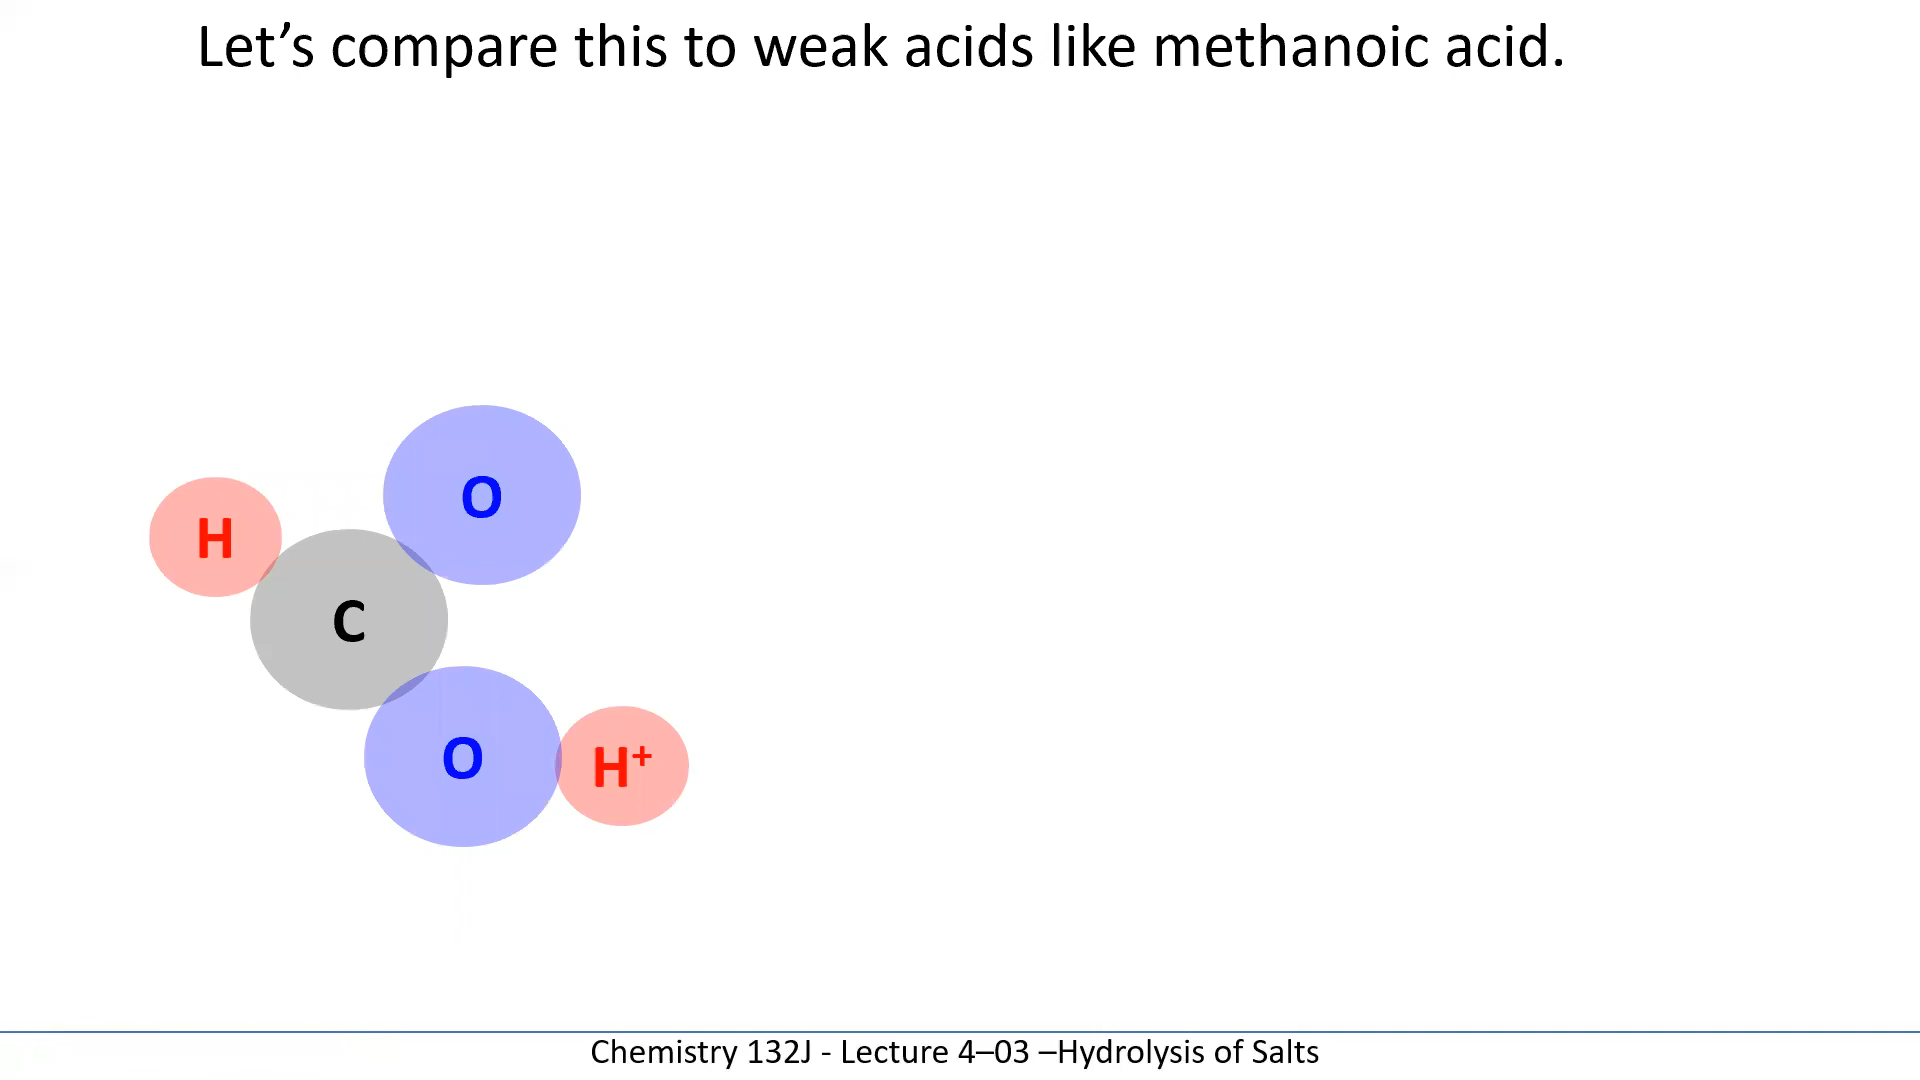 Let’s compare this to weak acids like methanoic acid.
O
H
C
O
H⁺
Chemistry 132J - Lecture 4–03 –Hydrolysis of Salts